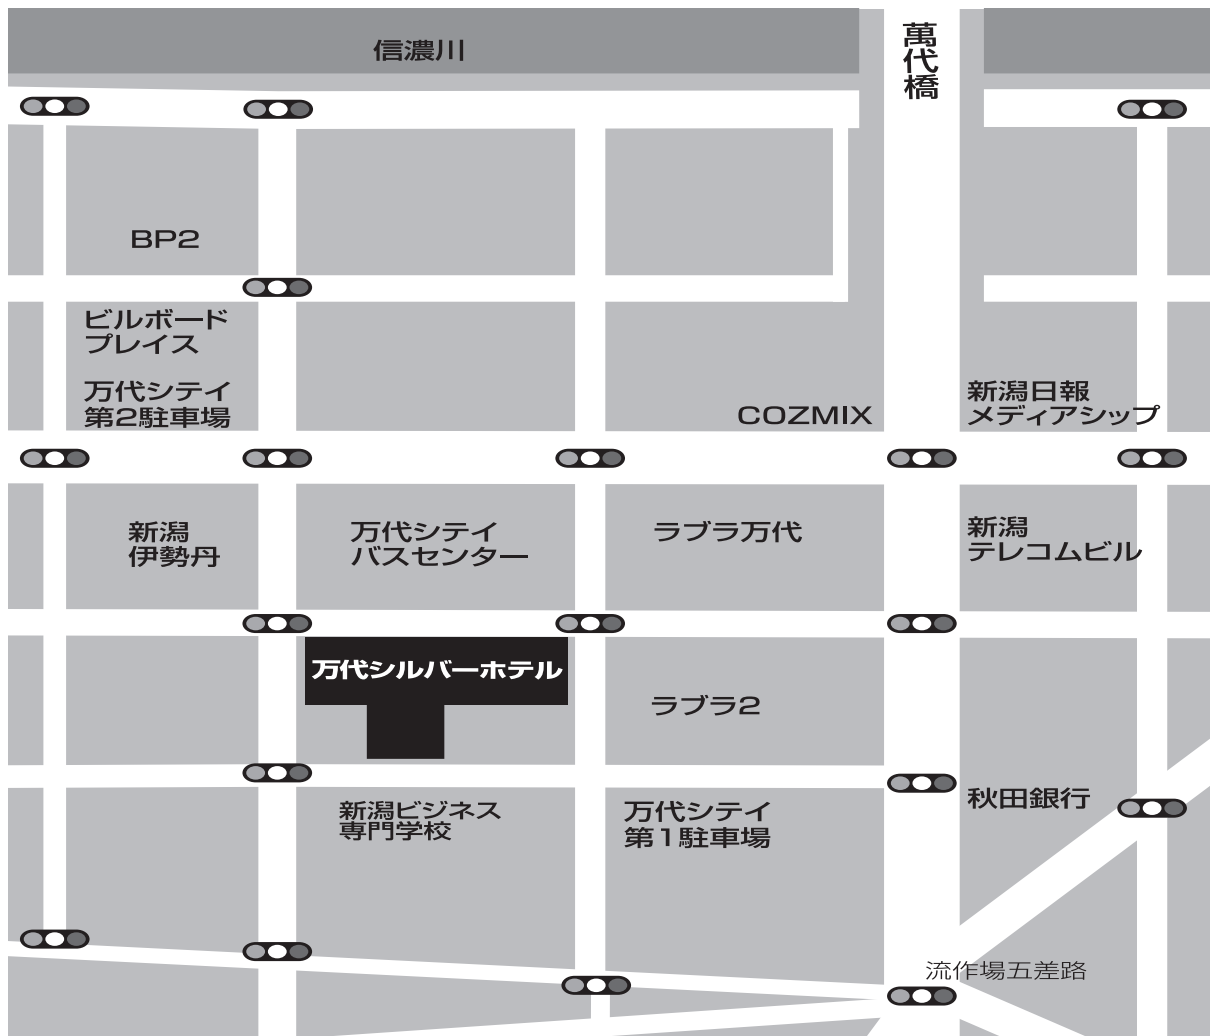 信濃川
萬代橋
BP2
ビルボード
プレイス
万代シテイ
第2駐車場
COZMIX
新潟日報
メディアシップ
新潟
伊勢丹
万代シテイ
バスセンター
ラブラ万代
新潟
テレコムビル
万代シルバーホテル
ラブラ2
新潟ビジネス
専門学校
万代シテイ
第1駐車場
秋田銀行
流作場五差路